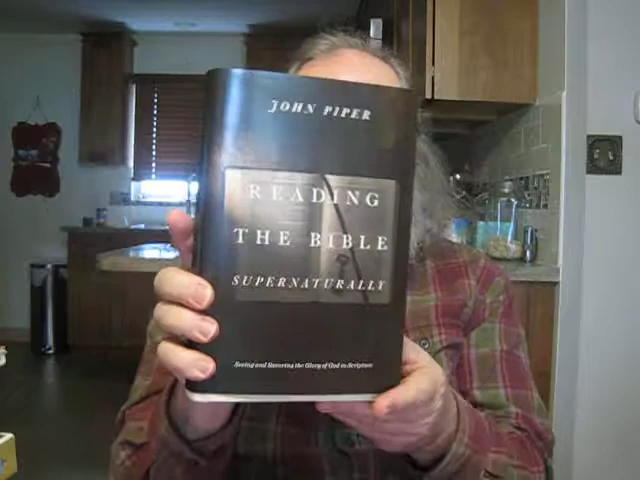 JOHN PIPER
READING
THE BIBLE
SUPERNATURALLY
Seeing and Savoring the Glory of God in Scripture